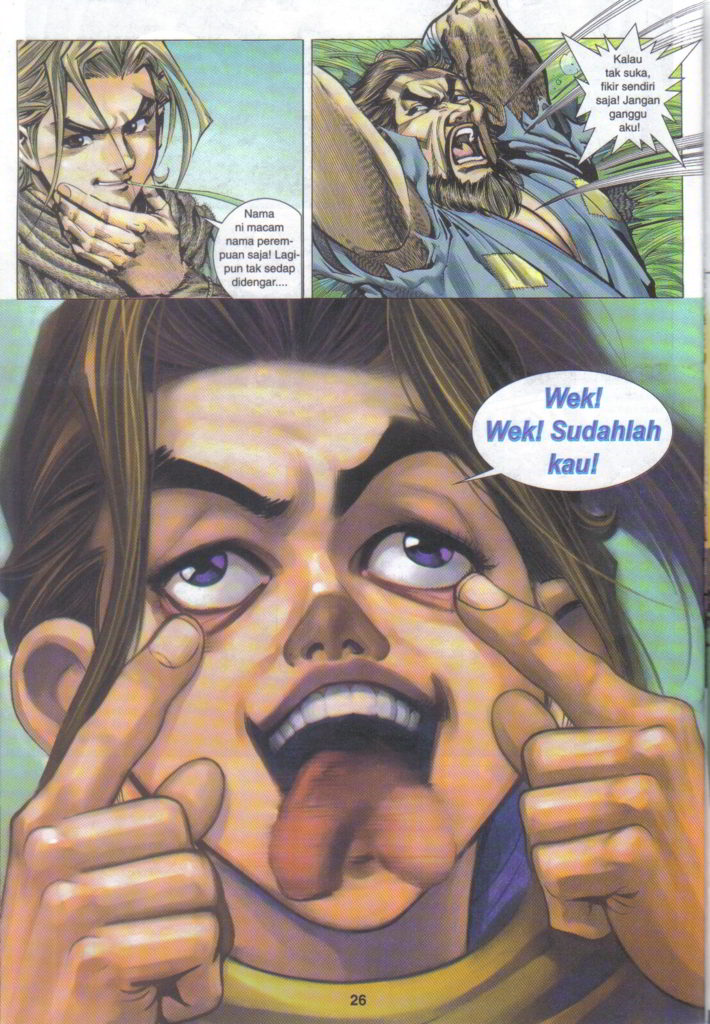 Nama
ni macam
nama perem-
puan saja! Lagi-
pun tak sedap
didengar....
Kalau
tak suka,
fikir sendiri
saja! Jangan
ganggu
aku!
Wek!
Wek! Sudahlah
kau!
26